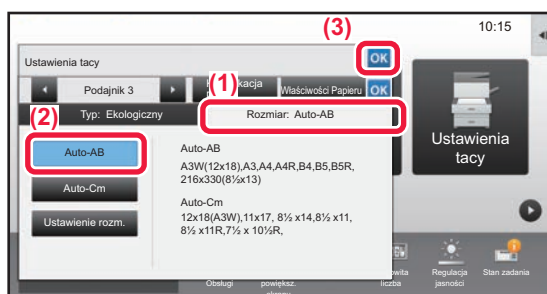 10:15
(3)
Ustawienia tacy
OK
(1)
Podajnik 3
kacja
Właściwości Papieru
OK
(2)
Typ: Ekologiczny
Rozmiar: Auto-AB
Auto-AB
Auto-Cm
Ustawienie rozm.
Auto-AB
A3W(12x18),A3,A4,A4R,B4,B5,B5R,
216x330(8½x13)
Auto-Cm
12x18(A3W),11x17, 8½ x14,8½ x11,
8½ x11R,7½ x 10½R,
Ustawienia
tacy
Obsługi
powiększ.
liczba
Regulacja
jasności
Stan zadania